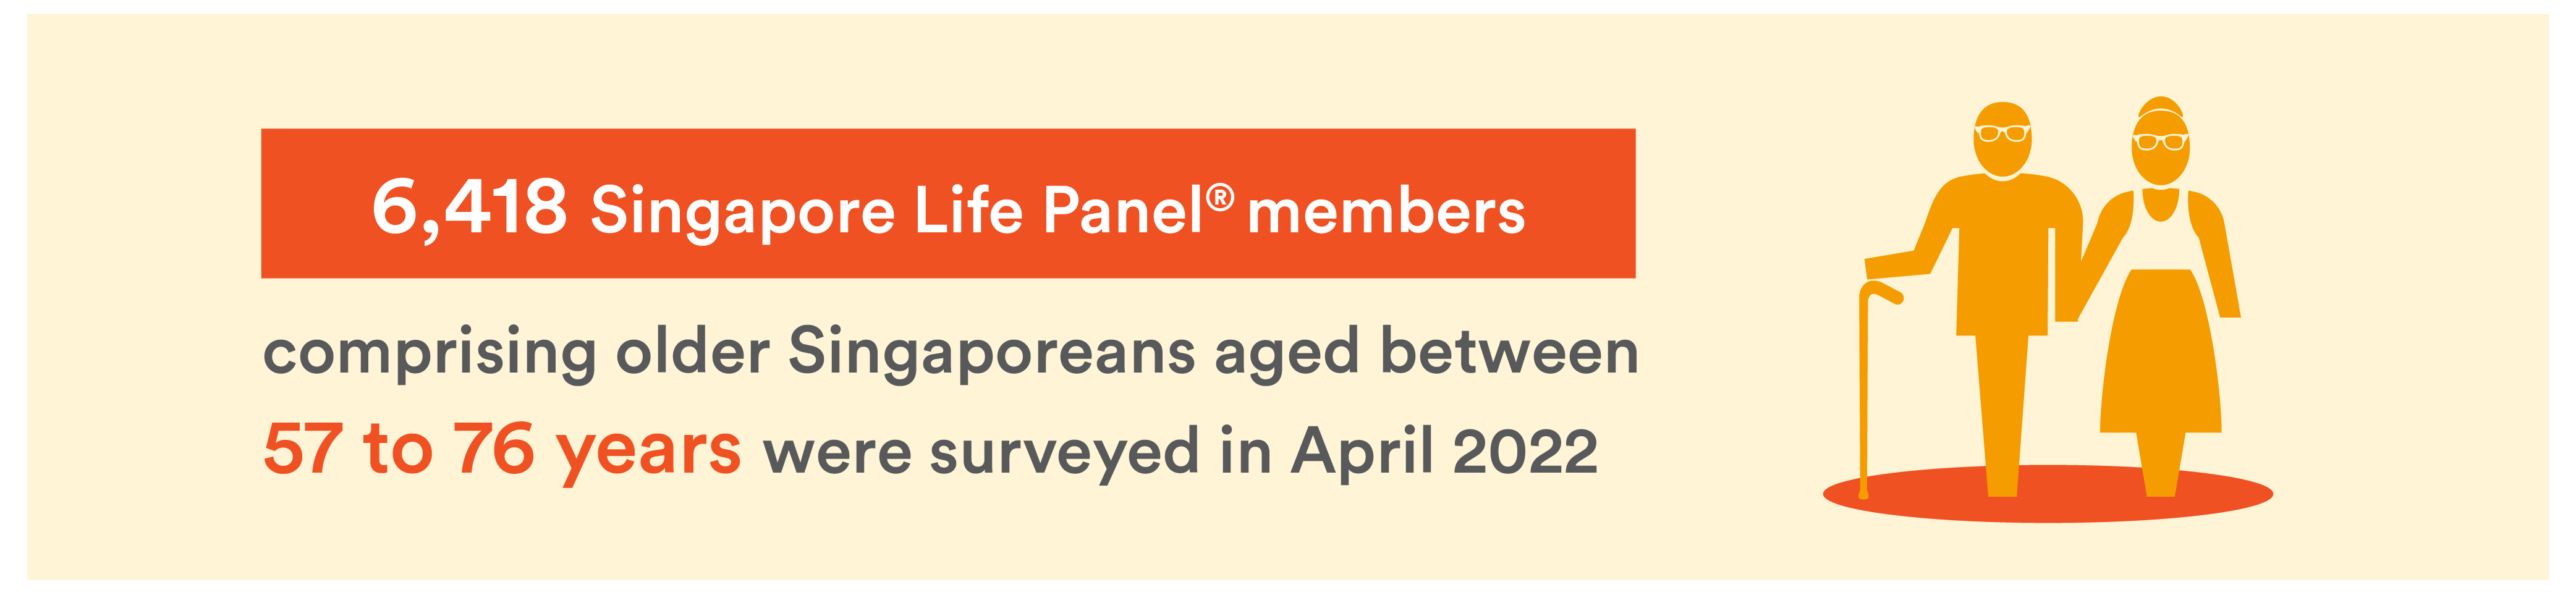 6,418 Singapore Life Panel® members
comprising older Singaporeans aged between
57 to 76 years were surveyed in April 2022